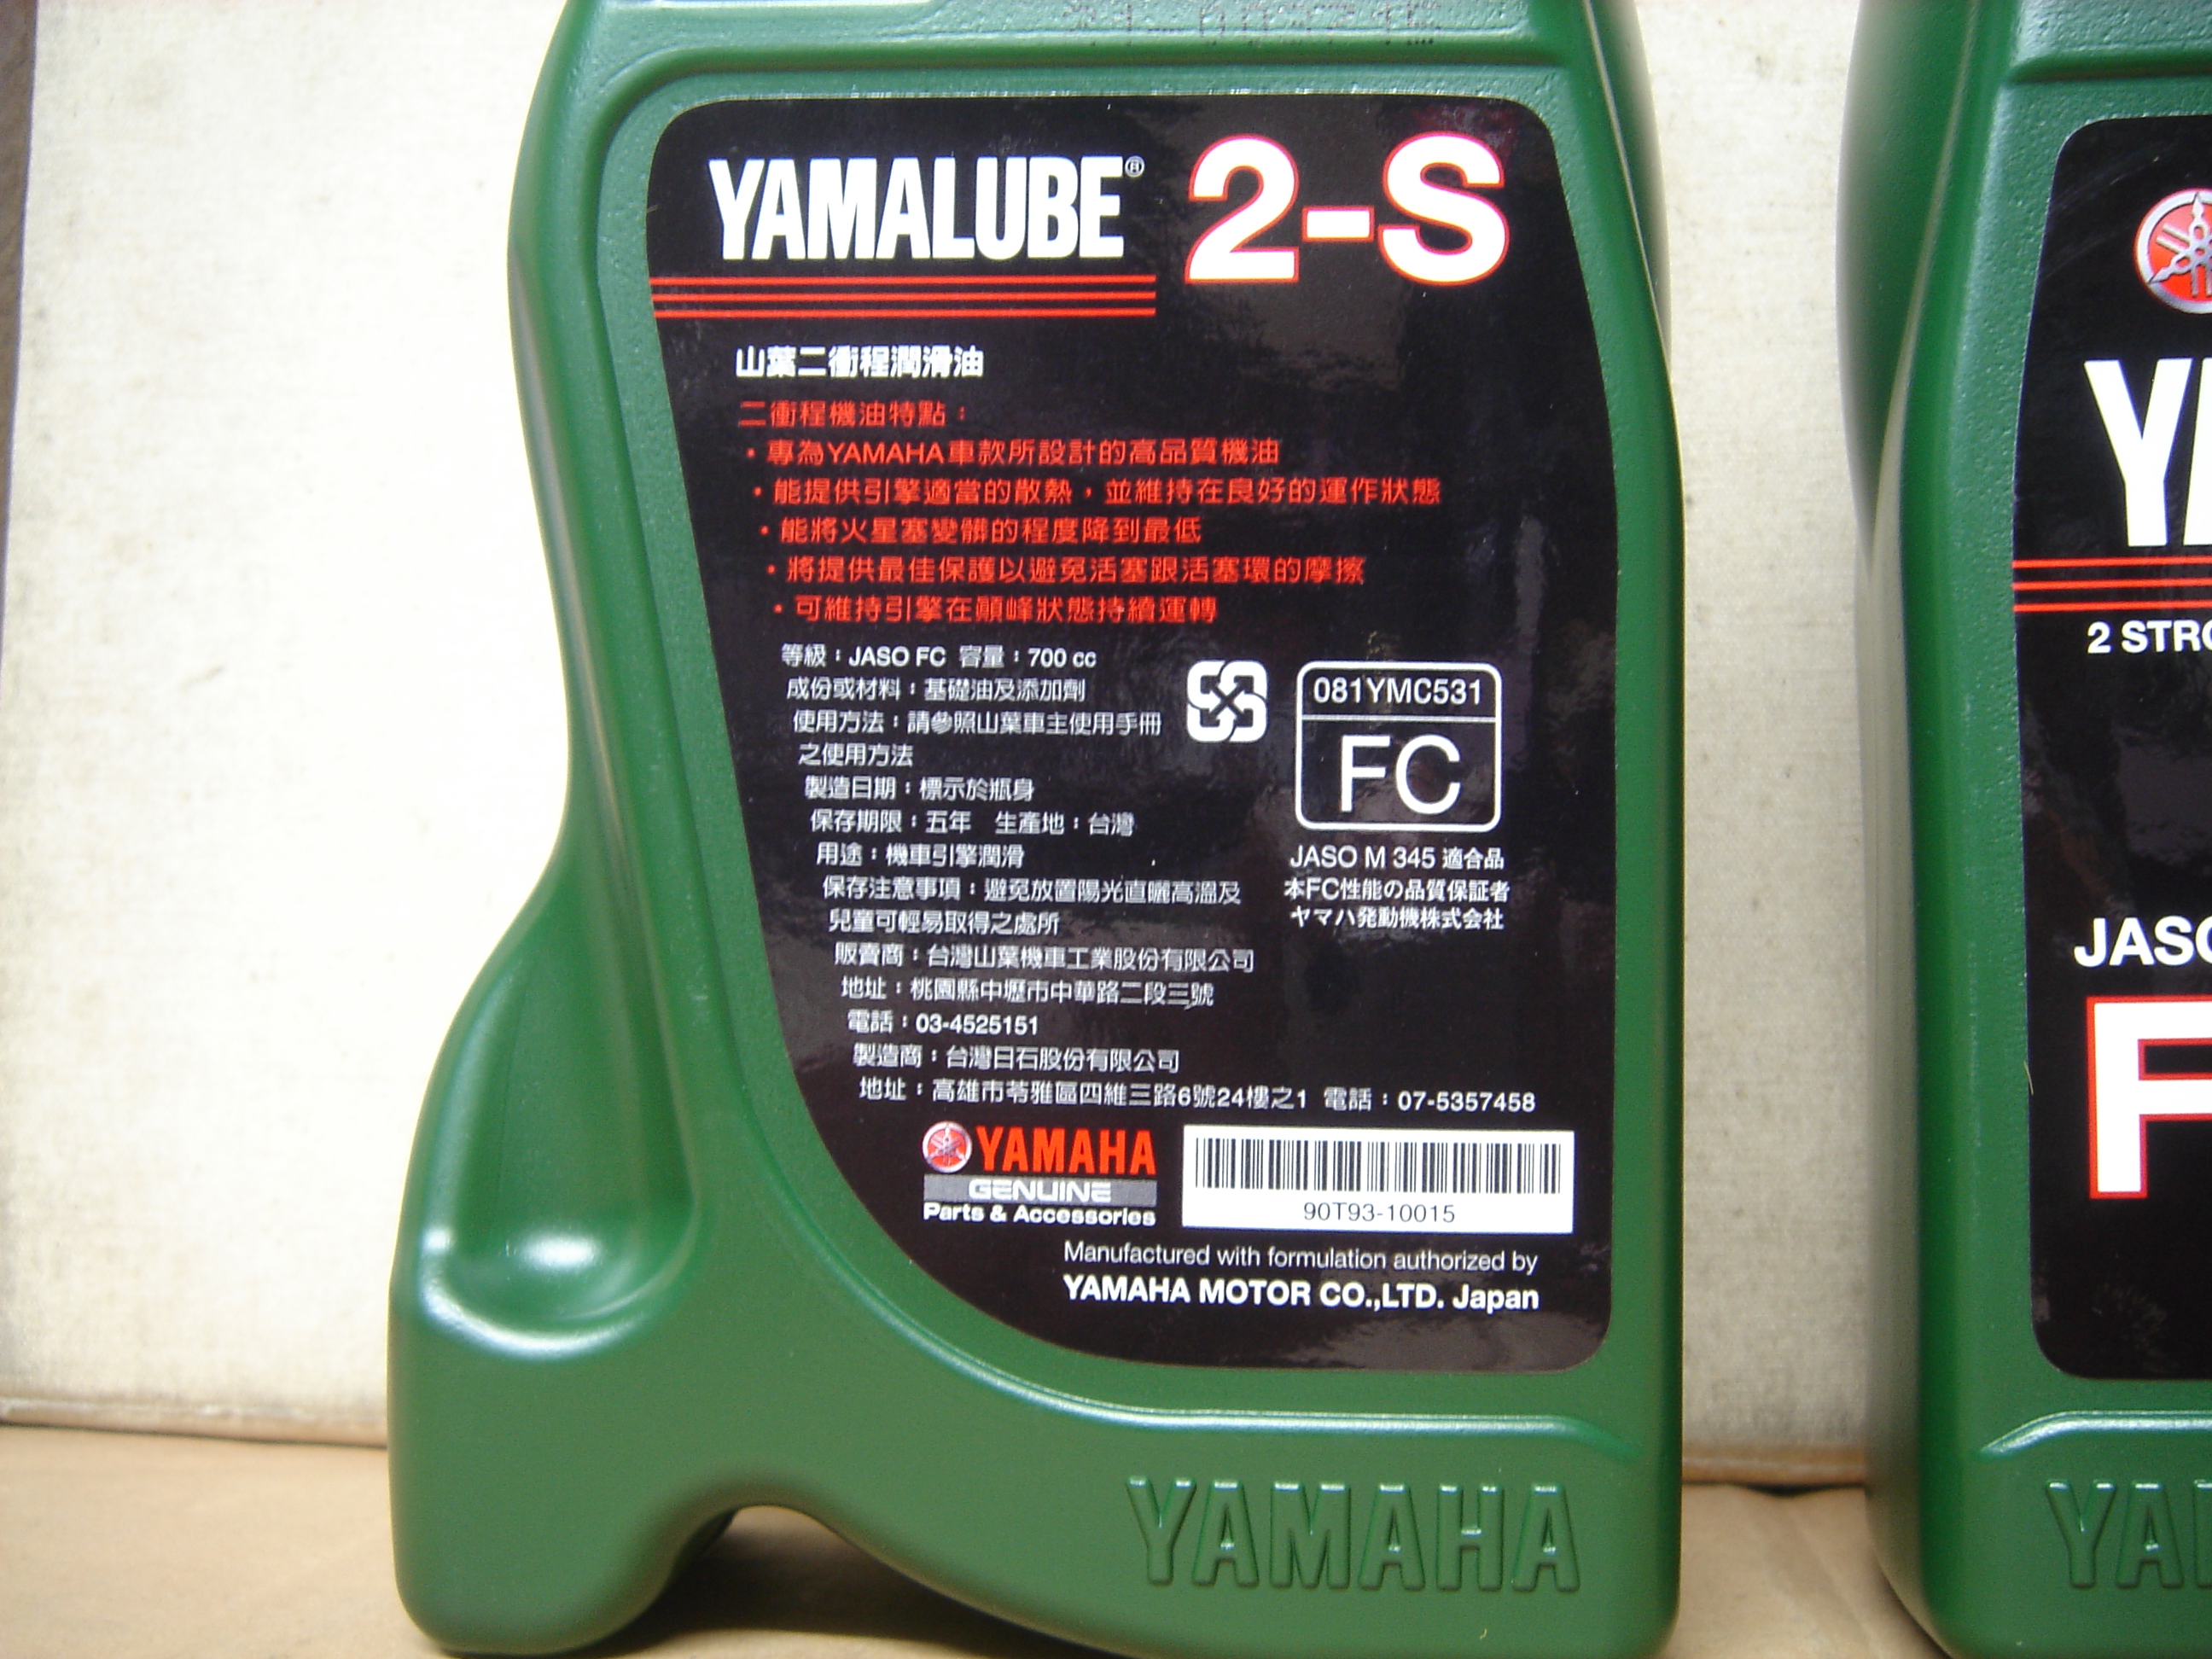 YAMALUBE® 2-S
山葉二衝程潤滑油
二衝程機油特點：
・專為YAMAHA車款所設計的高品質機油
・能提供引擎適當的散熱，並維持在良好的運作狀態
・能將火星塞變髒的程度降到最低
・將提供最佳保護以避免活塞跟活塞環的摩擦
・可維持引擎在顛峰狀態持續運轉
等級：JASO FC 容量：700 cc
成份或材料：基礎油及添加劑
使用方法：請參照山葉車主使用手冊
之使用方法
製造日期：標示於瓶身
保存期限：五年 生產地：台灣
用途：機車引擎潤滑
保存注意事項：避免放置陽光直曬高溫及
兒童可輕易取得之處所
販賣商：台灣山葉機車工業股份有限公司
地址：桃園縣中壢市中華路二段三號
電話：03-4525151
製造商：台灣日石股份有限公司
地址：高雄市苓雅區四維三路6號24樓之1 電話：07-5357458
081YMC531
FC
JASO M 345 適合品
本FC性能の品質保証者
ヤマハ発動機株式会社
YAMAHA
GENUINE
Parts & Accessories
90T93-10015
Manufactured with formulation authorized by
YAMAHA MOTOR CO.,LTD. Japan
YAMAHA
2 STRO
JASO
F
YA